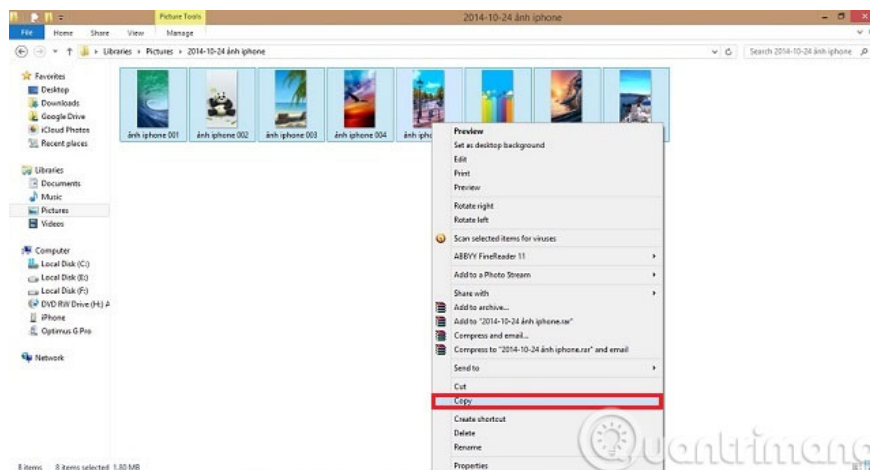 Picture Tools
2014-10-24 ảnh iphone
File Home Share View Manage
Libraries Pictures 2014-10-24 ảnh iphone
Search 2014-10-24 ảnh iphone
Favorites
Desktop
Downloads
Google Drive
iCloud Photos
Recent places
Libraries
Documents
Music
Pictures
Videos
Computer
Local Disk (C:)
Local Disk (E:)
Local Disk (F:)
DVD RW Drive (H:) A
iPhone
Optimus G Pro
Network
ảnh iphone 001 ảnh iphone 002 ảnh iphone 003 ảnh iphone 004 ảnh ipho
Preview
Set as desktop background
Edit
Print
Preview
Rotate right
Rotate left
Scan selected items for viruses
ABBYY FineReader 11
Add to a Photo Stream
Share with
Add to archive...
Add to "2014-10-24 ảnh iphone.rar"
Compress and email...
Compress to "2014-10-24 ảnh iphone.rar" and email
Send to
Cut
Copy
Create shortcut
Delete
Rename
Properties
8 items 8 items selected 1.80 MB
Quantrimang